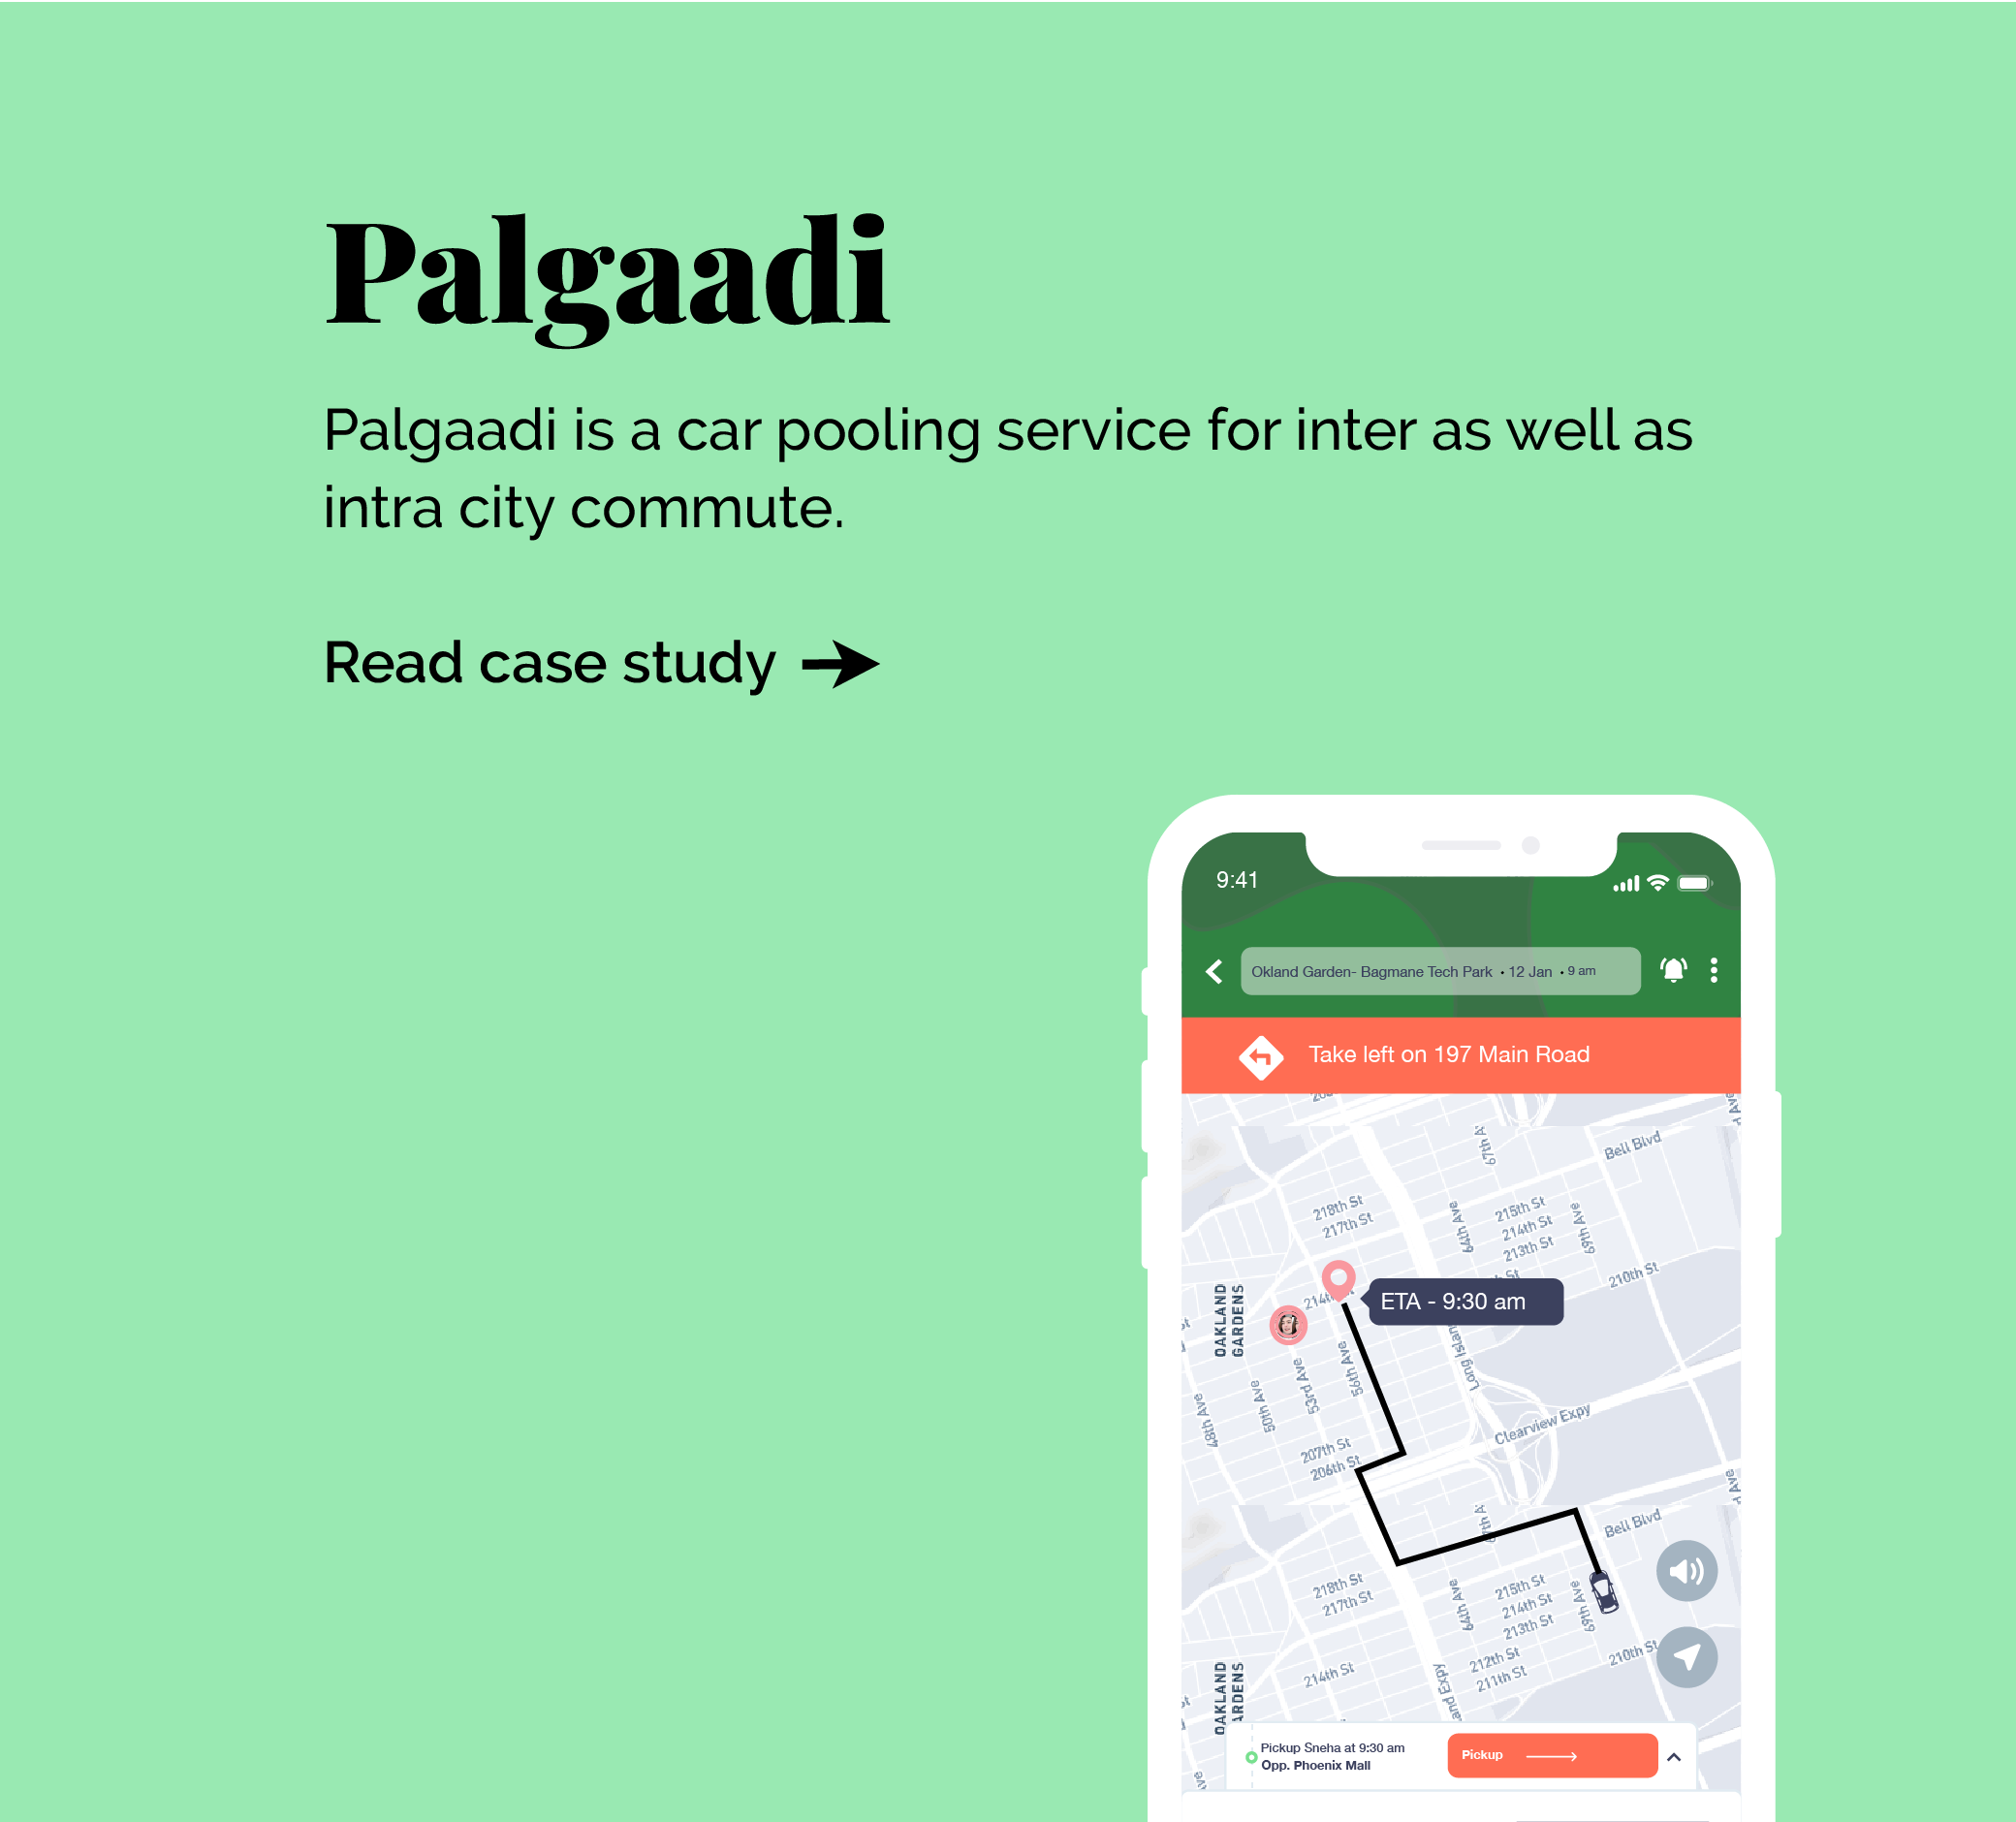 Palgaadi
Palgaadi is a car pooling service for inter as well as
intra city commute.
Read case study
9:41
Okland Garden- Bagmane Tech Park • 12 Jan • 9 am
Take left on 197 Main Road
67th A
Bell Blvd
218th St
217th St
64th Ave
215th St
214th St
213th St
69th Ave
210th St
OAKLAND
GARDENS
ETA - 9:30 am
48th Ave
50th Ave
53rd Ave
56th Ave
Long Islan
Clearview Expy
207th St
206th St
Bell Blvd
218th St
217th St
64th Ave
215th St
214th St
213th St
69th Ave
212th St
211th St
210th St
214th St
and Expy
OAKLAND
ARDENS
Pickup Sneha at 9:30 am
Opp. Phoenix Mall
Pickup